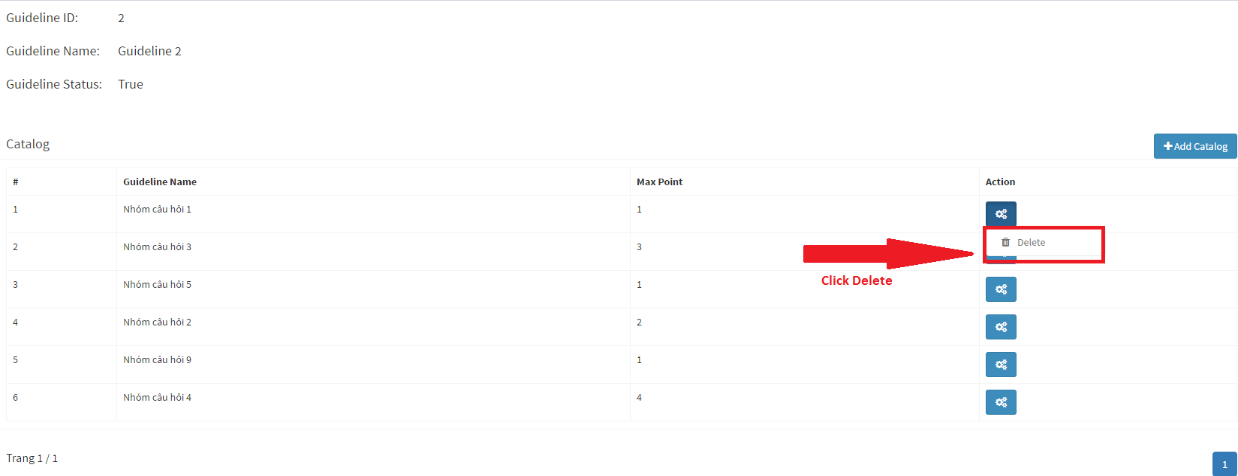 Guideline ID: 2
Guideline Name: Guideline 2
Guideline Status: True
Catalog
Add Catalog
# Guideline Name Max Point Action
1 Nhóm câu hỏi 1 1
Delete
2 Nhóm câu hỏi 3 3
Click Delete
3 Nhóm câu hỏi 5 1
4 Nhóm câu hỏi 2 2
5 Nhóm câu hỏi 9 1
6 Nhóm câu hỏi 4 4
Trang 1 / 1 1